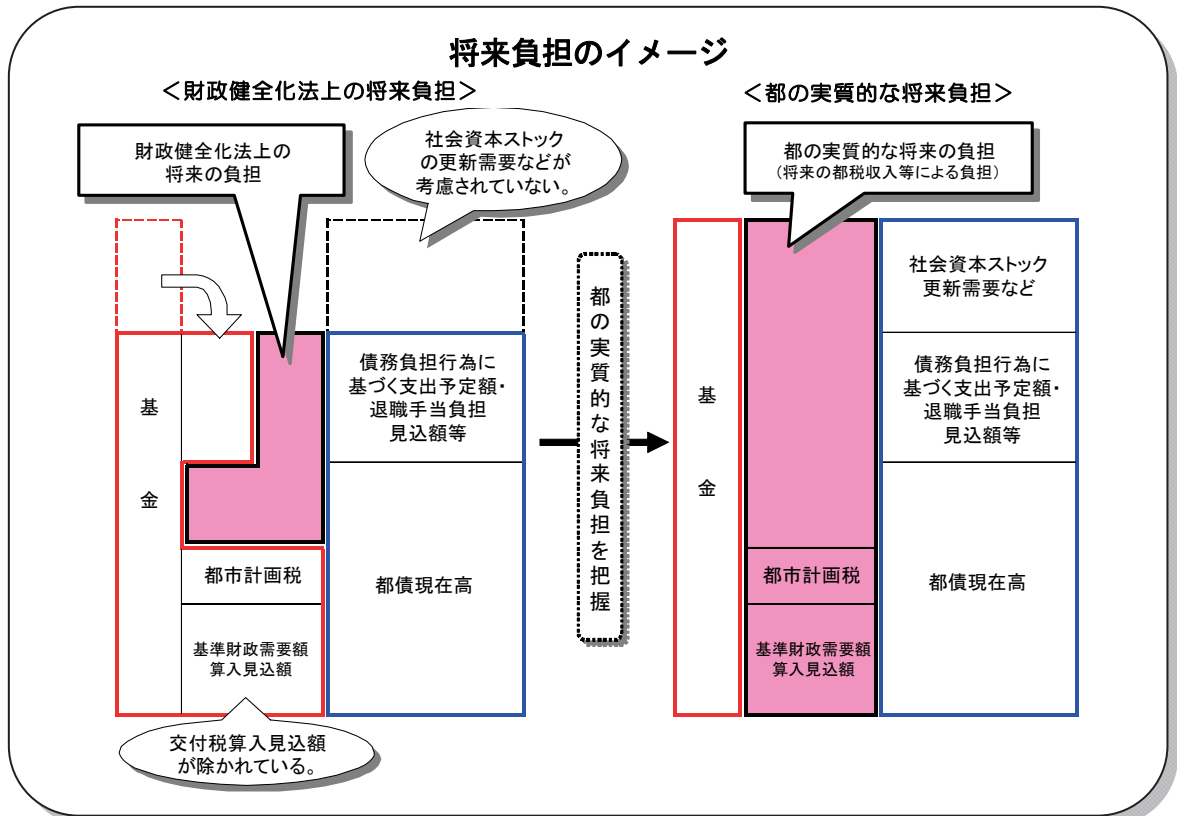 将来負担のイメージ
＜財政健全化法上の将来負担＞
財政健全化法上の
将来の負担
社会資本ストック
の更新需要などが
考慮されていない。
基
金
債務負担行為に
基づく支出予定額・
退職手当負担
見込額等
都市計画税
都債現在高
基準財政需要額
算入見込額
交付税算入見込額
が除かれている。
都の実質的な将来負担を把握
＜都の実質的な将来負担＞
都の実質的な将来の負担
（将来の都税収入等による負担）
社会資本ストック
更新需要など
基
金
債務負担行為に
基づく支出予定額・
退職手当負担
見込額等
都市計画税
都債現在高
基準財政需要額
算入見込額